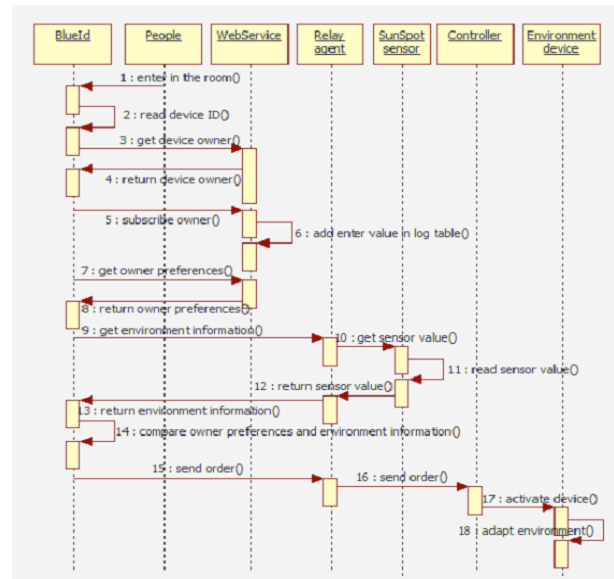 BlueId
People
WebService
Relay
agent
SunSpot
sensor
Controller
Environment
device
1 : enter in the room()
2 : read device ID()
3 : get device owner()
4 : return device owner()
5 : subscribe owner()
6 : add enter value in log table()
7 : get owner preferences()
8 : return owner preferences()
9 : get environment information()
10 : get sensor value()
11 : read sensor value()
12 : return sensor value()
13 : return environment information()
14 : compare owner preferences and environment information()
15 : send order()
16 : send order()
17 : activate device()
18 : adapt environment()